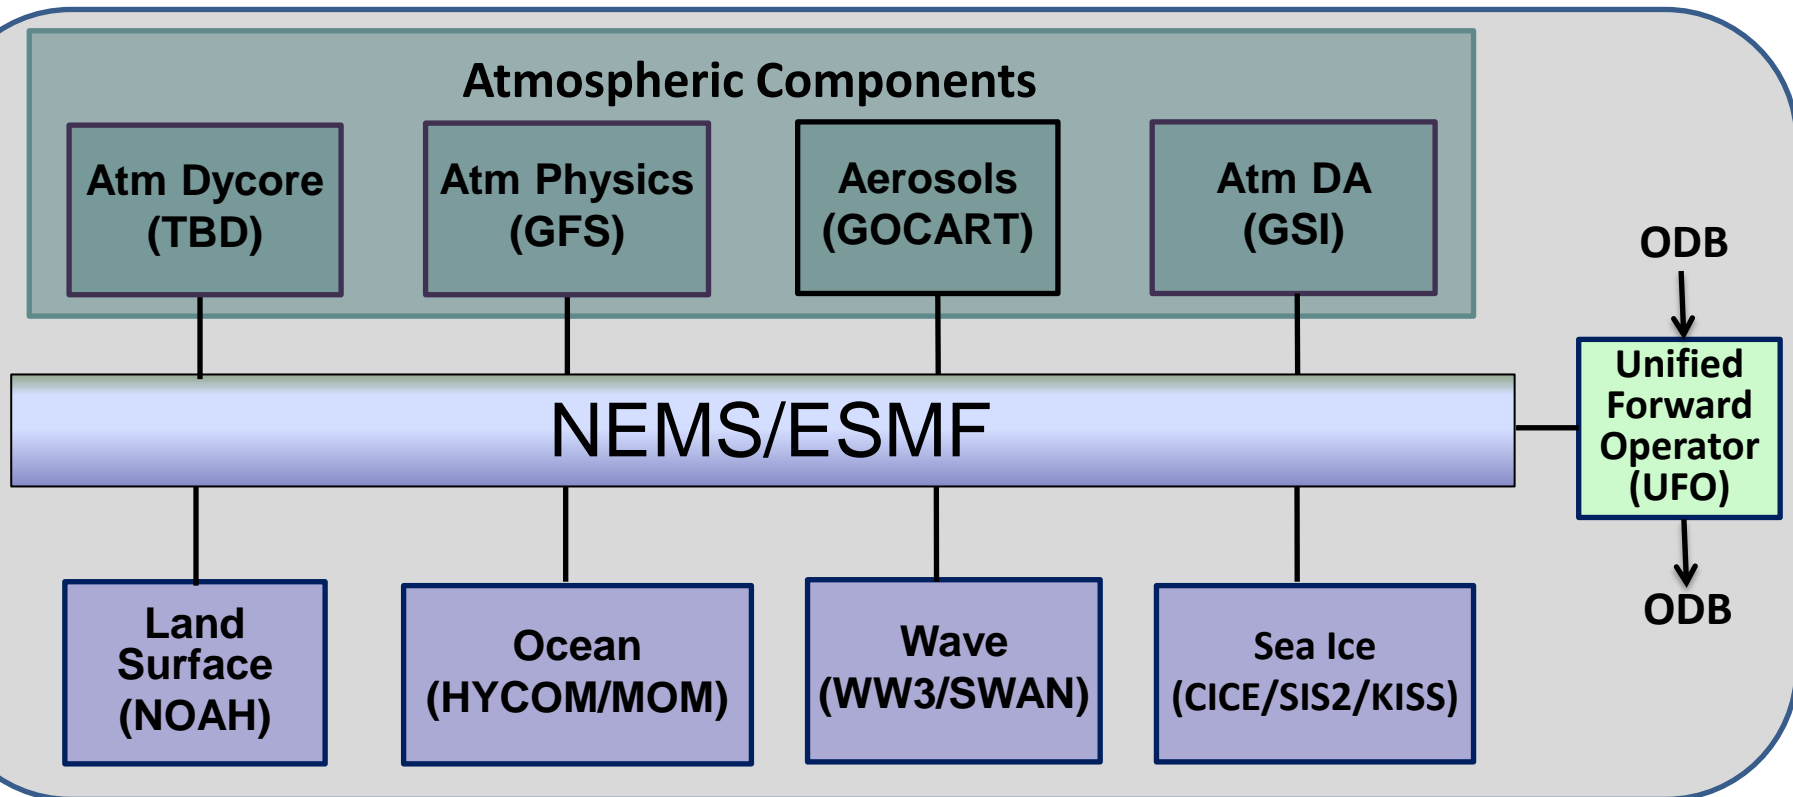 Atmospheric Components
Atm Dycore
(TBD)
Atm Physics
(GFS)
Aerosols
(GOCART)
Atm DA
(GSI)
ODB
Unified
Forward
Operator
(UFO)
ODB
NEMS/ESMF
Land
Surface
(NOAH)
Ocean
(HYCOM/MOM)
Wave
(WW3/SWAN)
Sea Ice
(CICE/SIS2/KISS)